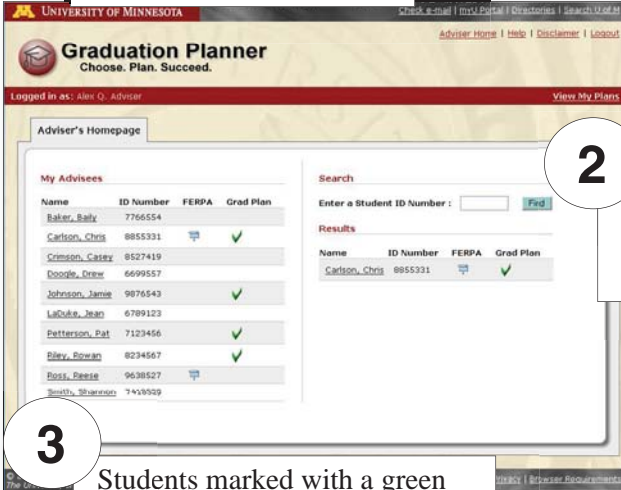 UNIVERSITY OF MINNESOTA
Check e-mail | myU Portal | Directories | Search U of M
Adviser Home | Help | Disclaimer | Logout
Graduation Planner
Choose. Plan. Succeed.
Logged in as: Alex Q. Adviser
View My Plans
Adviser's Homepage
2
My Advisees
Name ID Number FERPA Grad Plan
Baker, Baily 7766554
Carlson, Chris 8855331
Crimson, Casey 8527419
Doogle, Drew 6699557
Johnson, Jamie 9876543
LaDuke, Jean 6789123
Petterson, Pat 7123456
Riley, Rowan 8234567
Ross, Reese 9638527
Smith, Shannon
Search
Enter a Student ID Number : Find
Results
Name ID Number FERPA Grad Plan
Carlson, Chris 8855331
3
Students marked with a green
| Browser Requirements